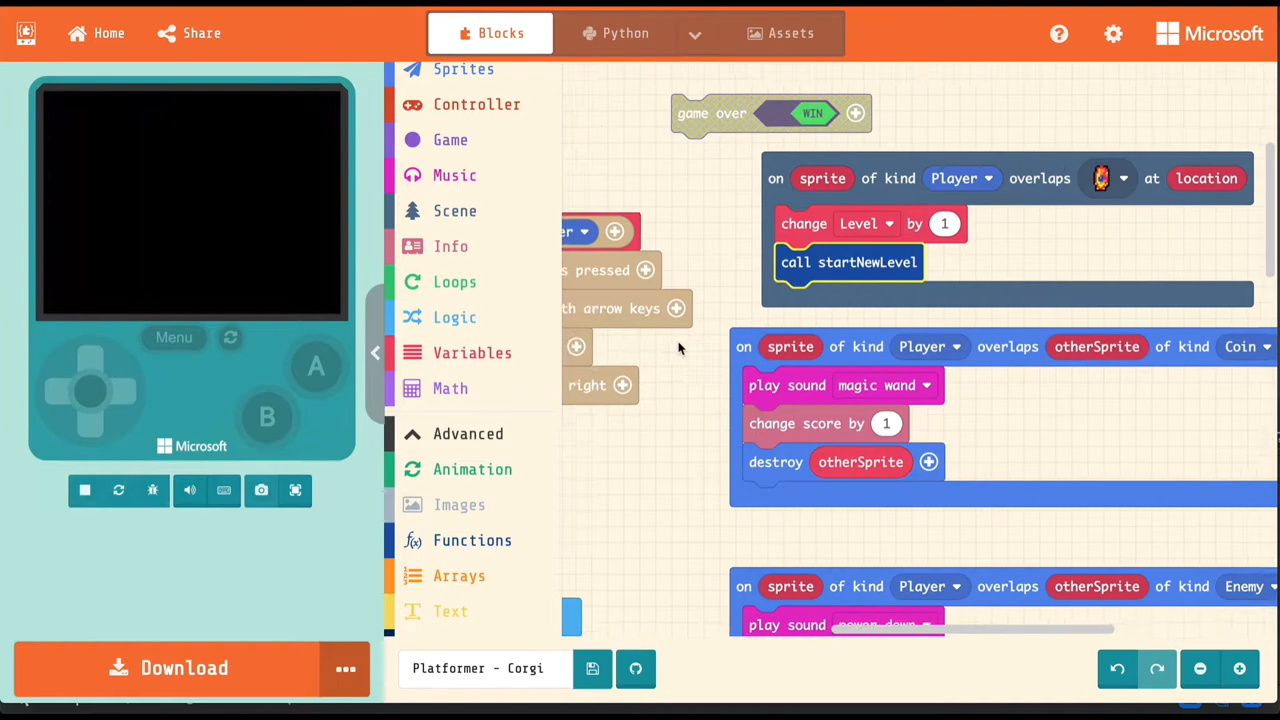 Home
Share
Blocks
Python
Assets
Microsoft
Menu
A
B
Microsoft
Download
Sprites
Controller
Game
Music
Scene
Info
Loops
Logic
Variables
Math
Advanced
Animation
Images
f(x) Functions
Arrays
Text
game over WIN
on sprite of kind Player overlaps at location
change Level by 1
call startNewLevel
er
s pressed
th arrow keys
right
on sprite of kind Player overlaps otherSprite of kind Coin
play sound magic wand
change score by 1
destroy otherSprite
on sprite of kind Player overlaps otherSprite of kind Enemy
play sound power down
Platformer - Corgi